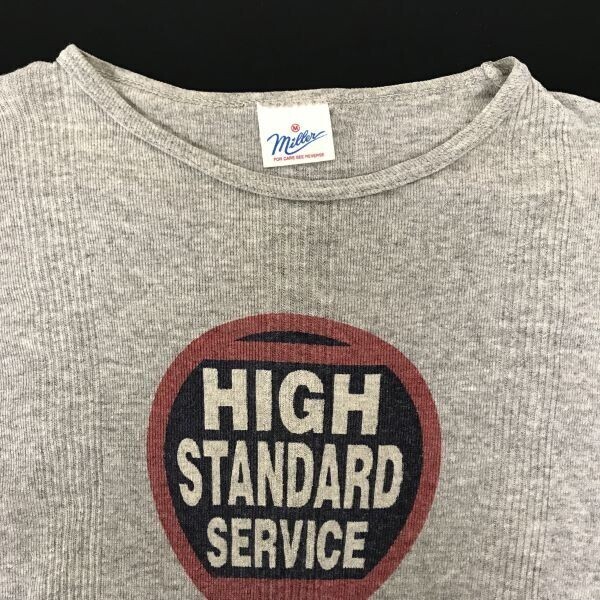 M
Miller
FOR CARE SEE REVERSE
HIGH
STANDARD
SERVICE